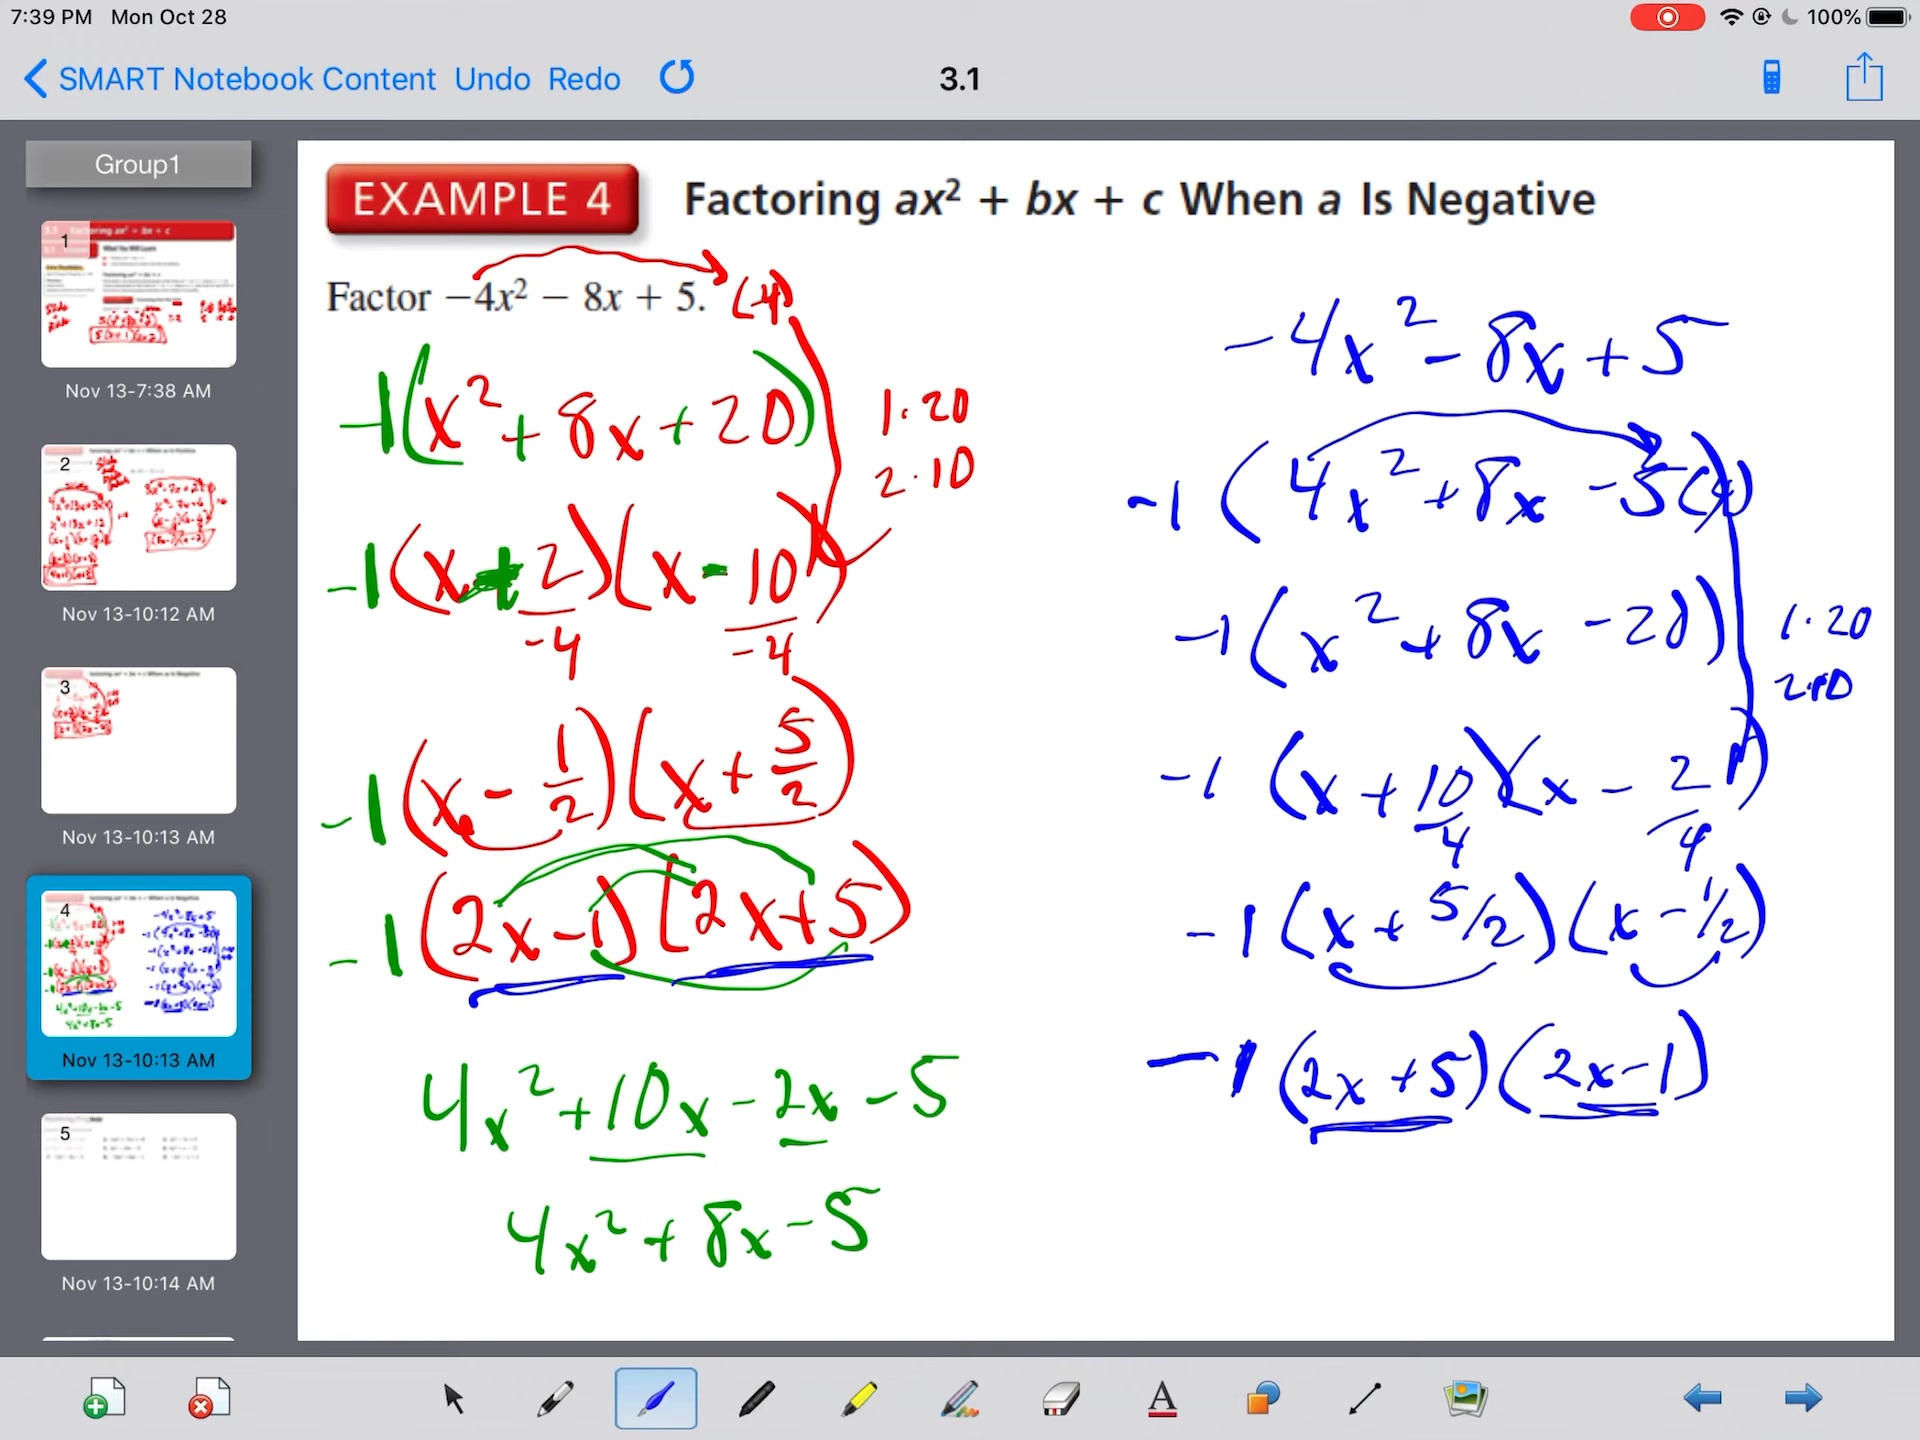 7:39 PM Mon Oct 28
100%
SMART Notebook Content Undo Redo
3.1
Group1
1
Nov 13-7:38 AM
2
Nov 13-10:12 AM
3
Nov 13-10:13 AM
4
Nov 13-10:13 AM
5
Nov 13-10:14 AM
EXAMPLE 4 Factoring ax² + bx + c When a Is Negative
Factor −4x² − 8x + 5. (-4)
-1(x² + 8x + 20)
1·20
2·10
-1(x + 2/-4)(x - 10/-4)
-1(x - 1/2)(x + 5/2)
-1(2x-1)(2x+5)
4x² + 10x - 2x - 5
4x² + 8x - 5
-4x² - 8x + 5
-1(4x² + 8x - 5(4))
-1(x² + 8x - 20)
1·20
2·10
-1(x + 10/4)(x - 2/4)
-1(x + 5/2)(x - 1/2)
-1(2x + 5)(2x - 1)
A